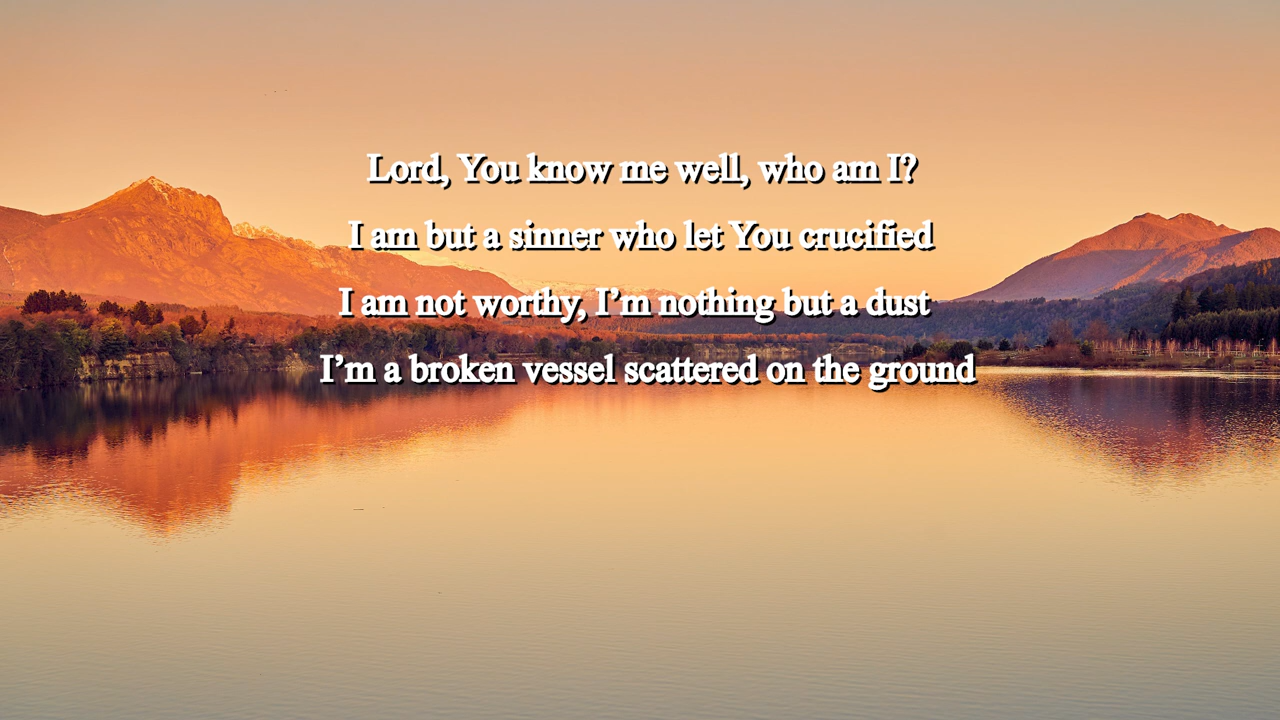 Lord, You know me well, who am I?
I am but a sinner who let You crucified
I am not worthy, I’m nothing but a dust
I’m a broken vessel scattered on the ground